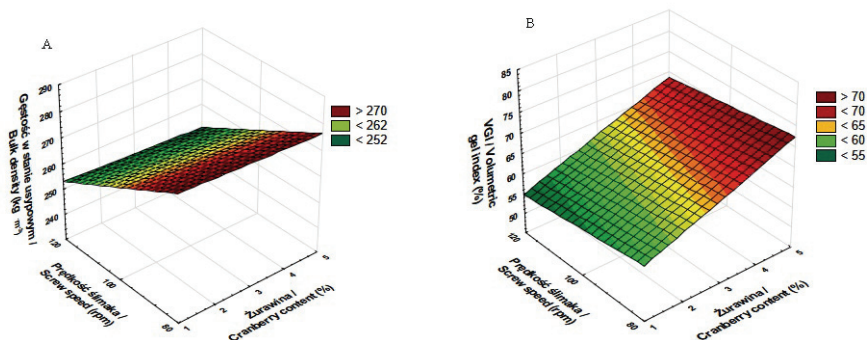 A
Gęstość w stanie usypowym /
Bulk density (kg m³)
290
280
270
260
250
240
120
100
80
Prędkość ślimaka /
Screw speed (rpm)
1
2
3
4
5
Żurawina /
Cranberry content (%)
> 270
< 262
< 252
B
VGI / Volumetric
gel index (%)
85
80
75
70
65
60
55
50
120
100
80
Prędkość ślimaka /
Screw speed (rpm)
1
2
3
4
5
Żurawina /
Cranberry content (%)
> 70
< 70
< 65
< 60
< 55